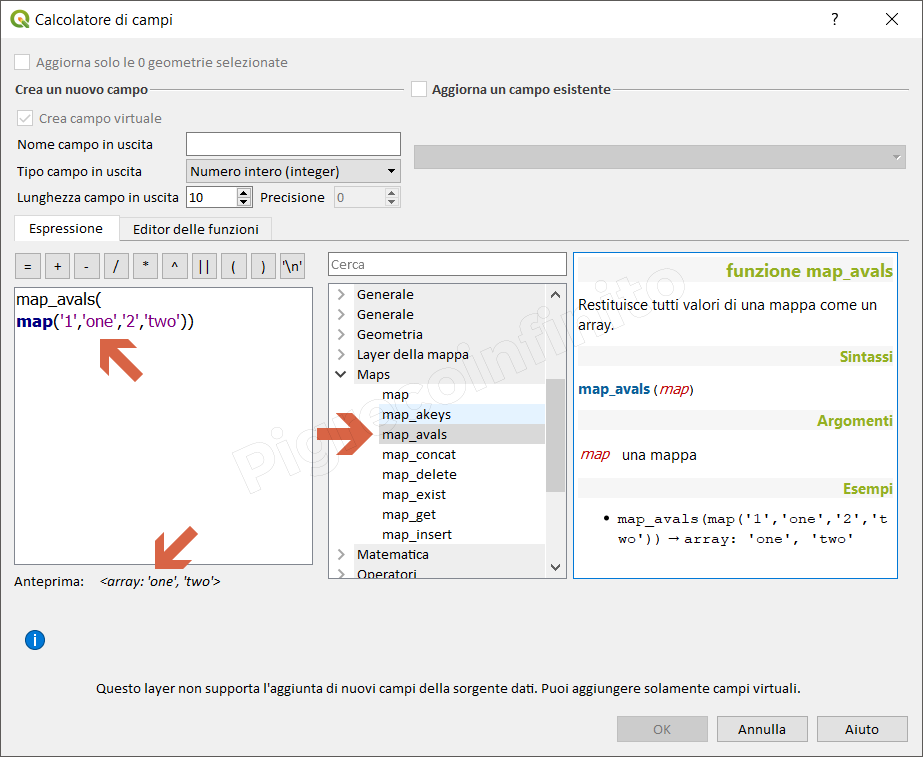 Calcolatore di campi
?
Aggiorna solo le 0 geometrie selezionate
Crea un nuovo campo
Aggiorna un campo esistente
Crea campo virtuale
Nome campo in uscita
Tipo campo in uscita
Numero intero (integer)
Lunghezza campo in uscita
10
Precisione
0
Espressione
Editor delle funzioni
= + - / * ^ || ( ) '\n'
map_avals(
map('1','one','2','two'))
Anteprima: <array: 'one', 'two'>
Cerca
Generale
Generale
Geometria
Layer della mappa
Maps
map
map_akeys
map_avals
map_concat
map_delete
map_exist
map_get
map_insert
Matematica
Operatori
funzione map_avals
Restituisce tutti valori di una mappa come un
array.
Sintassi
map_avals (map)
Argomenti
map una mappa
Esempi
• map_avals(map('1','one','2','t
wo')) → array: 'one', 'two'
Pigrecoinfinito
i
Questo layer non supporta l'aggiunta di nuovi campi della sorgente dati. Puoi aggiungere solamente campi virtuali.
OK
Annulla
Aiuto